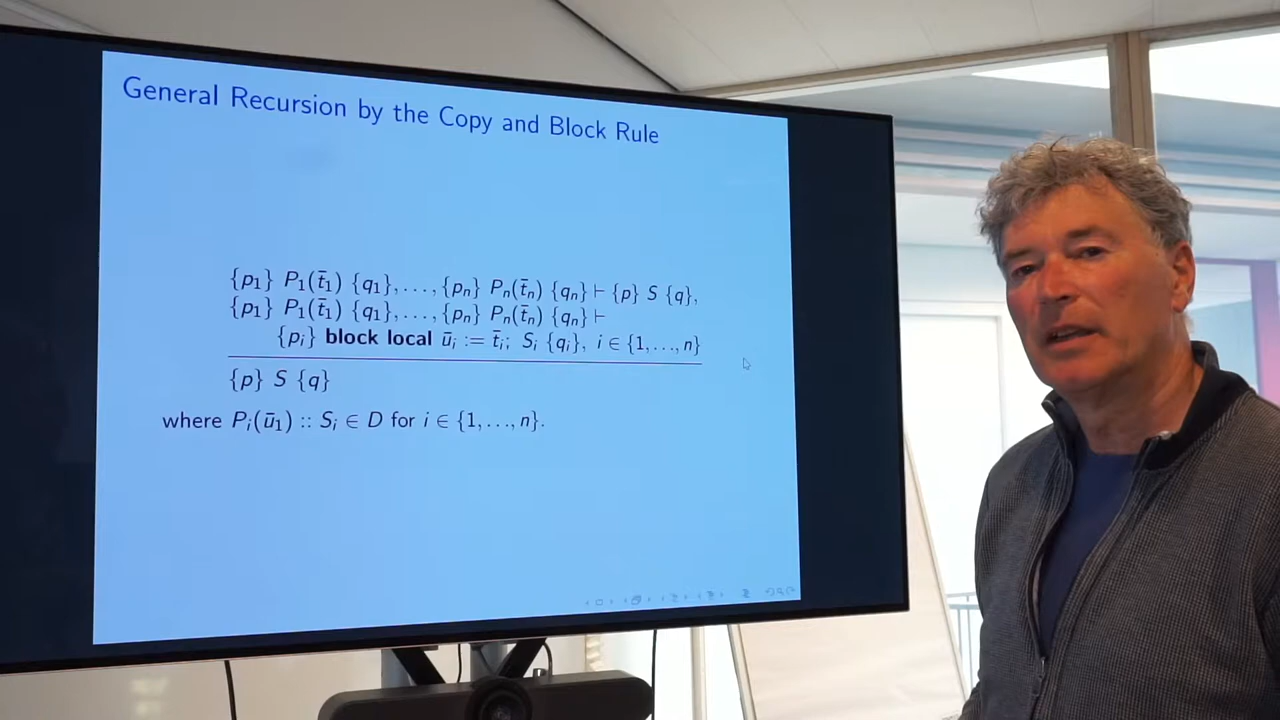 General Recursion by the Copy and Block Rule
{p₁} P₁(t̄₁) {q₁}, …, {pₙ} Pₙ(t̄ₙ) {qₙ} ⊢ {p} S {q},
{p₁} P₁(t̄₁) {q₁}, …, {pₙ} Pₙ(t̄ₙ) {qₙ} ⊢
{pᵢ} block local ūᵢ := t̄ᵢ; Sᵢ {qᵢ}, i ∈ {1, …, n}
{p} S {q}
where Pᵢ(ū₁) :: Sᵢ ∈ D for i ∈ {1, …, n}.